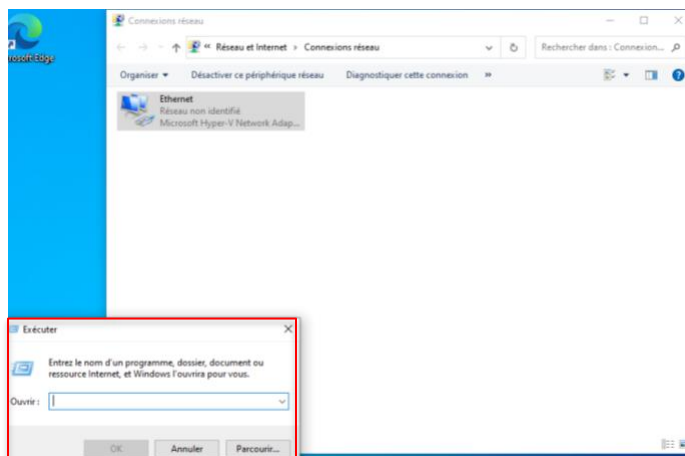 Connexions réseau
« Réseau et Internet › Connexions réseau
Rechercher dans : Connexion...
Organiser
Désactiver ce périphérique réseau
Diagnostiquer cette connexion
»
Ethernet
Réseau non identifié
Microsoft Hyper-V Network Adap...
rosoft Edge
Exécuter
Entrez le nom d'un programme, dossier, document ou
ressource Internet, et Windows l'ouvrira pour vous.
Ouvrir :
OK
Annuler
Parcourir...